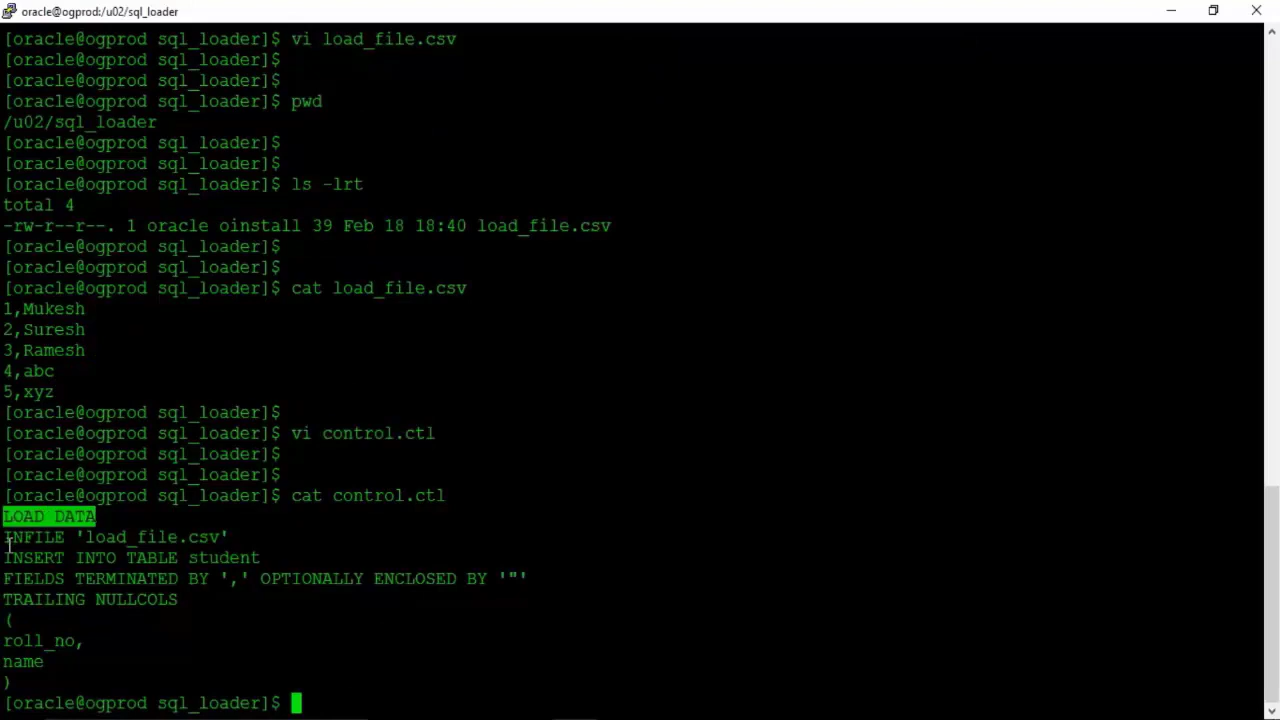 oracle@ogprod:/u02/sql_loader
[oracle@ogprod sql_loader]$ vi load_file.csv
[oracle@ogprod sql_loader]$
[oracle@ogprod sql_loader]$
[oracle@ogprod sql_loader]$ pwd
/u02/sql_loader
[oracle@ogprod sql_loader]$
[oracle@ogprod sql_loader]$
[oracle@ogprod sql_loader]$ ls -lrt
total 4
-rw-r--r--. 1 oracle oinstall 39 Feb 18 18:40 load_file.csv
[oracle@ogprod sql_loader]$
[oracle@ogprod sql_loader]$
[oracle@ogprod sql_loader]$ cat load_file.csv
1,Mukesh
2,Suresh
3,Ramesh
4,abc
5,xyz
[oracle@ogprod sql_loader]$
[oracle@ogprod sql_loader]$ vi control.ctl
[oracle@ogprod sql_loader]$
[oracle@ogprod sql_loader]$
[oracle@ogprod sql_loader]$ cat control.ctl
LOAD DATA
INFILE 'load_file.csv'
INSERT INTO TABLE student
FIELDS TERMINATED BY ',' OPTIONALLY ENCLOSED BY '"'
TRAILING NULLCOLS
(
roll_no,
name
)
[oracle@ogprod sql_loader]$